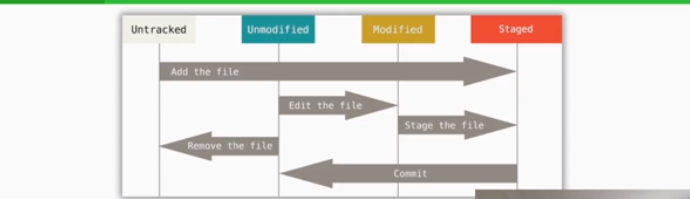 Untracked
Unmodified
Modified
Staged
Add the file
Edit the file
Stage the file
Remove the file
Commit